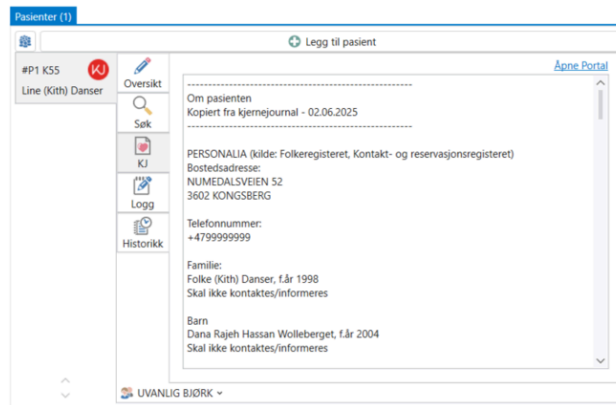 Pasienter (1)
Legg til pasient
#P1 K55
KJ
Line (Kith) Danser
Oversikt
Søk
KJ
Logg
Historikk
Åpne Portal
--------------------------------------------------------
Om pasienten
Kopiert fra kjernejournal - 02.06.2025
--------------------------------------------------------
PERSONALIA (kilde: Folkeregisteret, Kontakt- og reservasjonsregisteret)
Bostedsadresse:
NUMEDALSVEIEN 52
3602 KONGSBERG
Telefonnummer:
+4799999999
Familie:
Folke (Kith) Danser, f.år 1998
Skal ikke kontaktes/informeres
Barn
Dana Rajeh Hassan Wolleberget, f.år 2004
Skal ikke kontaktes/informeres
UVANLIG BJØRK